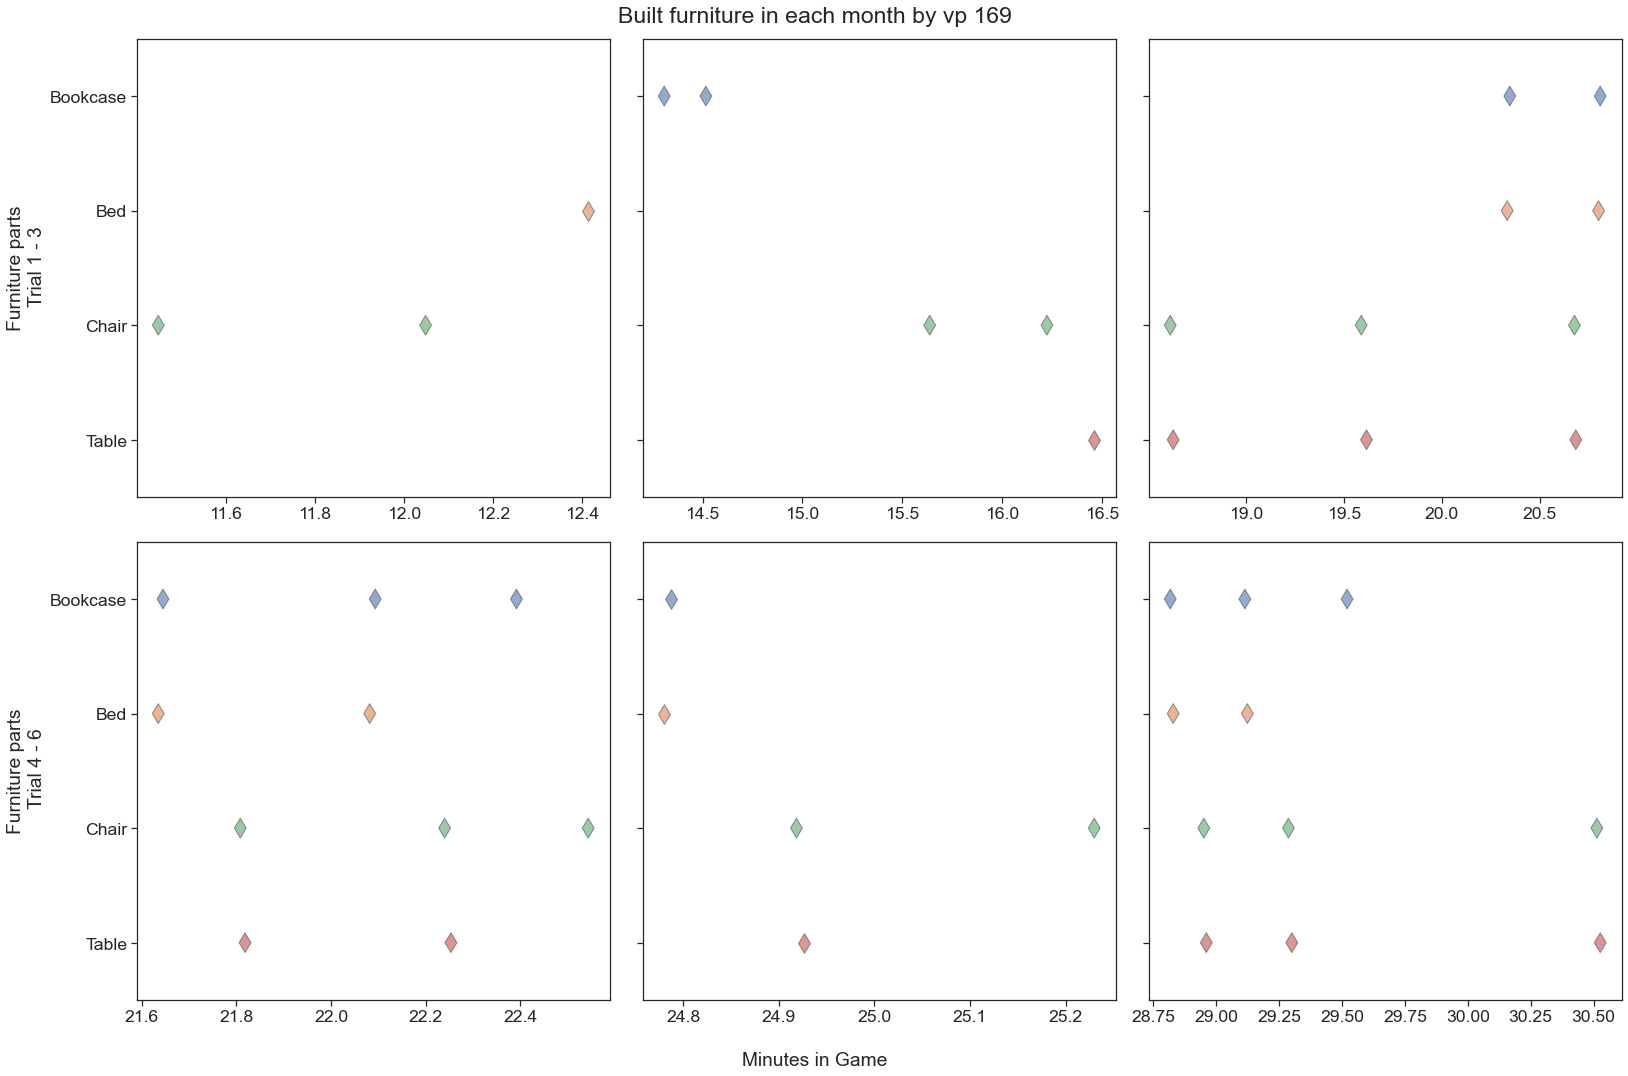 Built furniture in each month by vp 169
Furniture parts
Trial 1 - 3
Bookcase
Bed
Chair
Table
11.6 11.8 12.0 12.2 12.4
14.5 15.0 15.5 16.0 16.5
19.0 19.5 20.0 20.5
Furniture parts
Trial 4 - 6
Bookcase
Bed
Chair
Table
21.6 21.8 22.0 22.2 22.4
24.8 24.9 25.0 25.1 25.2
28.75 29.00 29.25 29.50 29.75 30.00 30.25 30.50
Minutes in Game